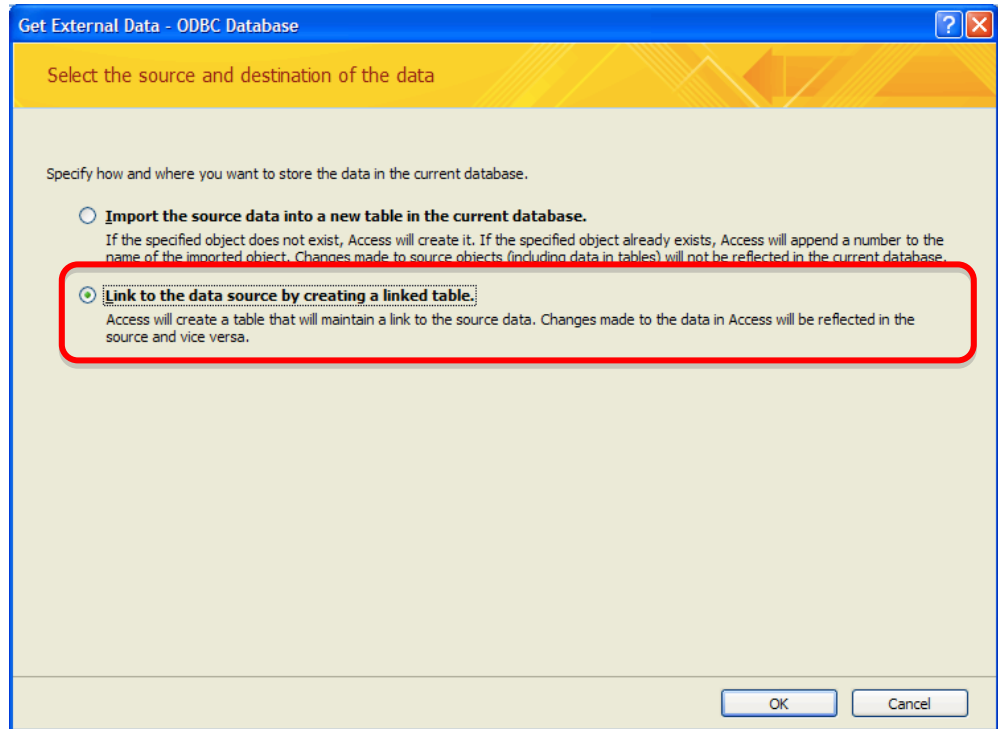 Get External Data - ODBC Database
?
Select the source and destination of the data
Specify how and where you want to store the data in the current database.
Import the source data into a new table in the current database.
If the specified object does not exist, Access will create it. If the specified object already exists, Access will append a number to the
name of the imported object. Changes made to source objects (including data in tables) will not be reflected in the current database.
Link to the data source by creating a linked table.
Access will create a table that will maintain a link to the source data. Changes made to the data in Access will be reflected in the
source and vice versa.
OK
Cancel